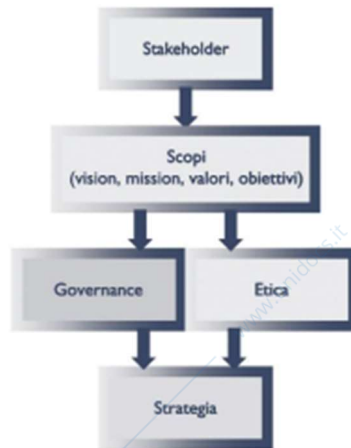 Stakeholder
Scopi
(vision, mission, valori, obiettivi)
Governance
Etica
Strategia